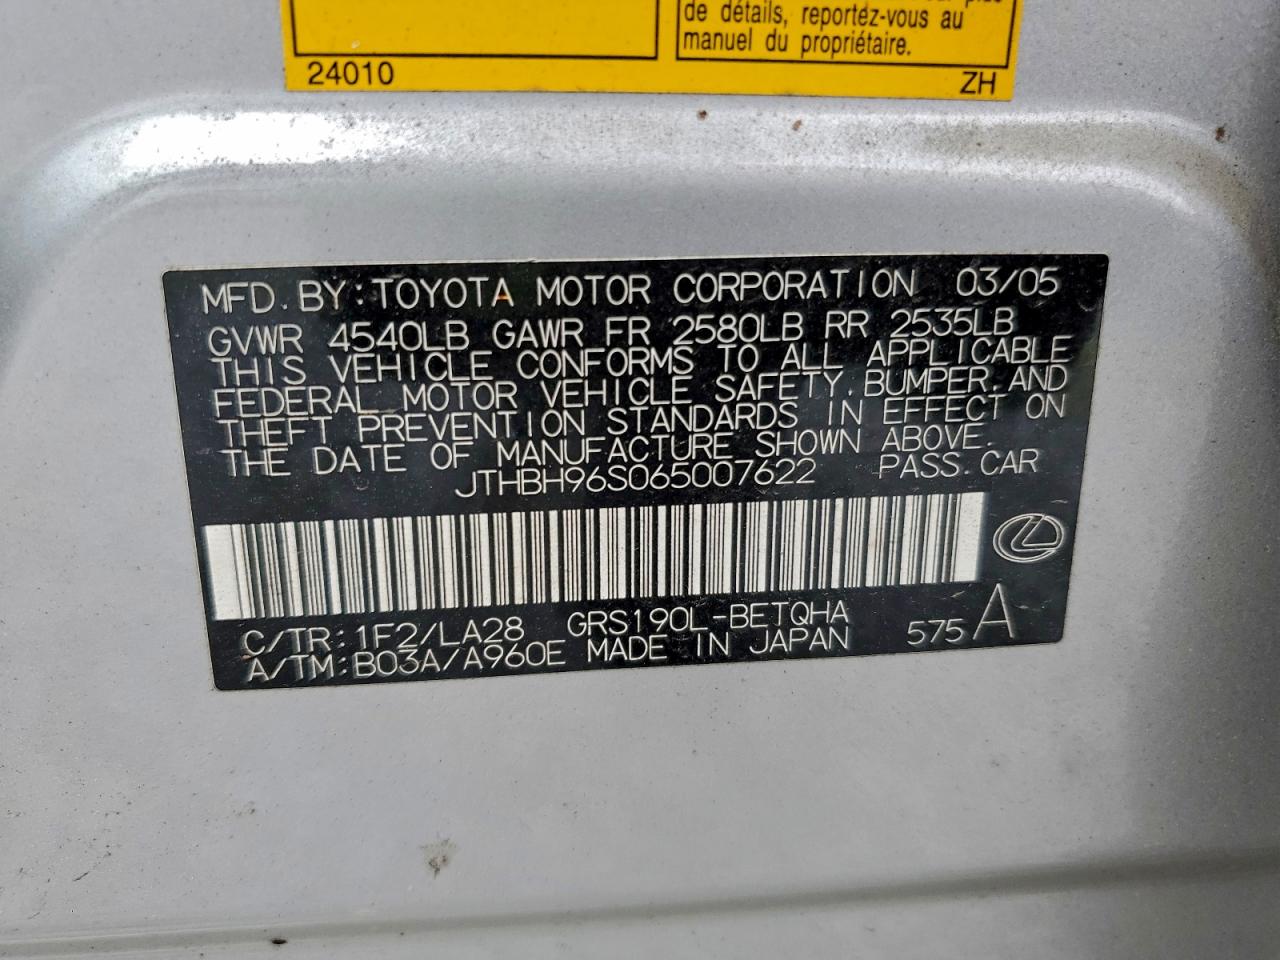 de détails, reportez-vous au
manuel du propriétaire.
24010
ZH
MFD. BY: TOYOTA MOTOR CORPORATION 03/05
GVWR 4540LB GAWR FR 2580LB RR 2535LB
THIS VEHICLE CONFORMS TO ALL APPLICABLE
FEDERAL MOTOR VEHICLE SAFETY, BUMPER, AND
THEFT PREVENTION STANDARDS IN EFFECT ON
THE DATE OF MANUFACTURE SHOWN ABOVE.
JTHBH96S065007622 PASS. CAR
C/TR: 1F2/LA28 GRS190L-BETQHA
A/TM: B03A/A960E MADE IN JAPAN 575 A